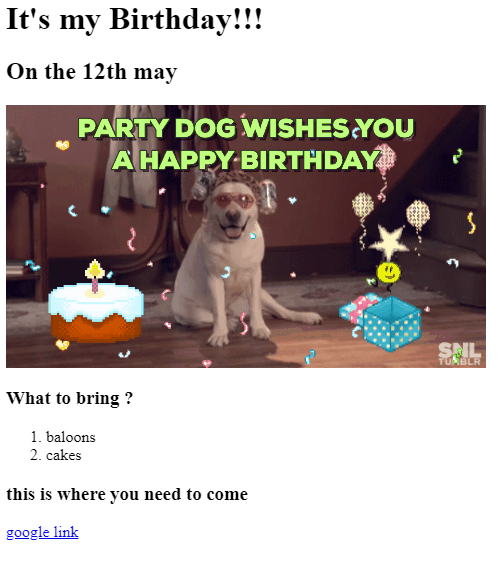 It's my Birthday!!!
On the 12th may
PARTY DOG WISHES YOU
A HAPPY BIRTHDAY
SNL
TUMBLR
What to bring ?
1. baloons
2. cakes
this is where you need to come
google link